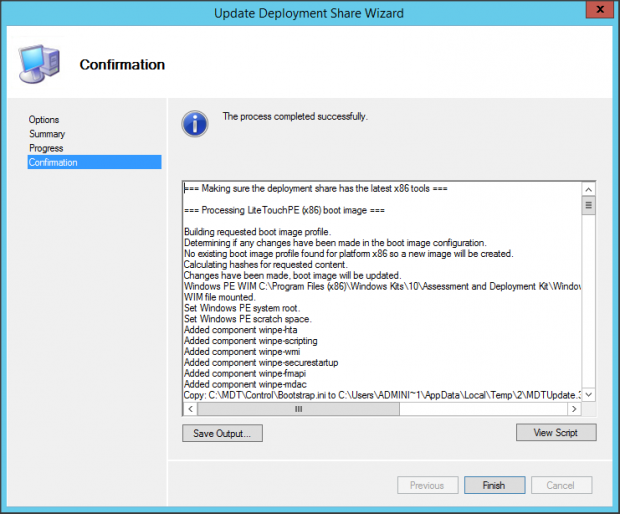 Update Deployment Share Wizard
x
Confirmation
Options
Summary
Progress
Confirmation
The process completed successfully.
=== Making sure the deployment share has the latest x86 tools ===
=== Processing LiteTouchPE (x86) boot image ===
Building requested boot image profile.
Determining if any changes have been made in the boot image configuration.
No existing boot image profile found for platform x86 so a new image will be created.
Calculating hashes for requested content.
Changes have been made, boot image will be updated.
Windows PE WIM C:\Program Files (x86)\Windows Kits\10\Assessment and Deployment Kit\Windov
WIM file mounted.
Set Windows PE system root.
Set Windows PE scratch space.
Added component winpe-hta
Added component winpe-scripting
Added component winpe-wmi
Added component winpe-securestartup
Added component winpe-fmapi
Added component winpe-mdac
Copy: C:\MDT\Control\Bootstrap.ini to C:\Users\ADMINI~1\AppData\Local\Temp\2\MDTUpdate.3
Save Output...
View Script
Previous
Finish
Cancel